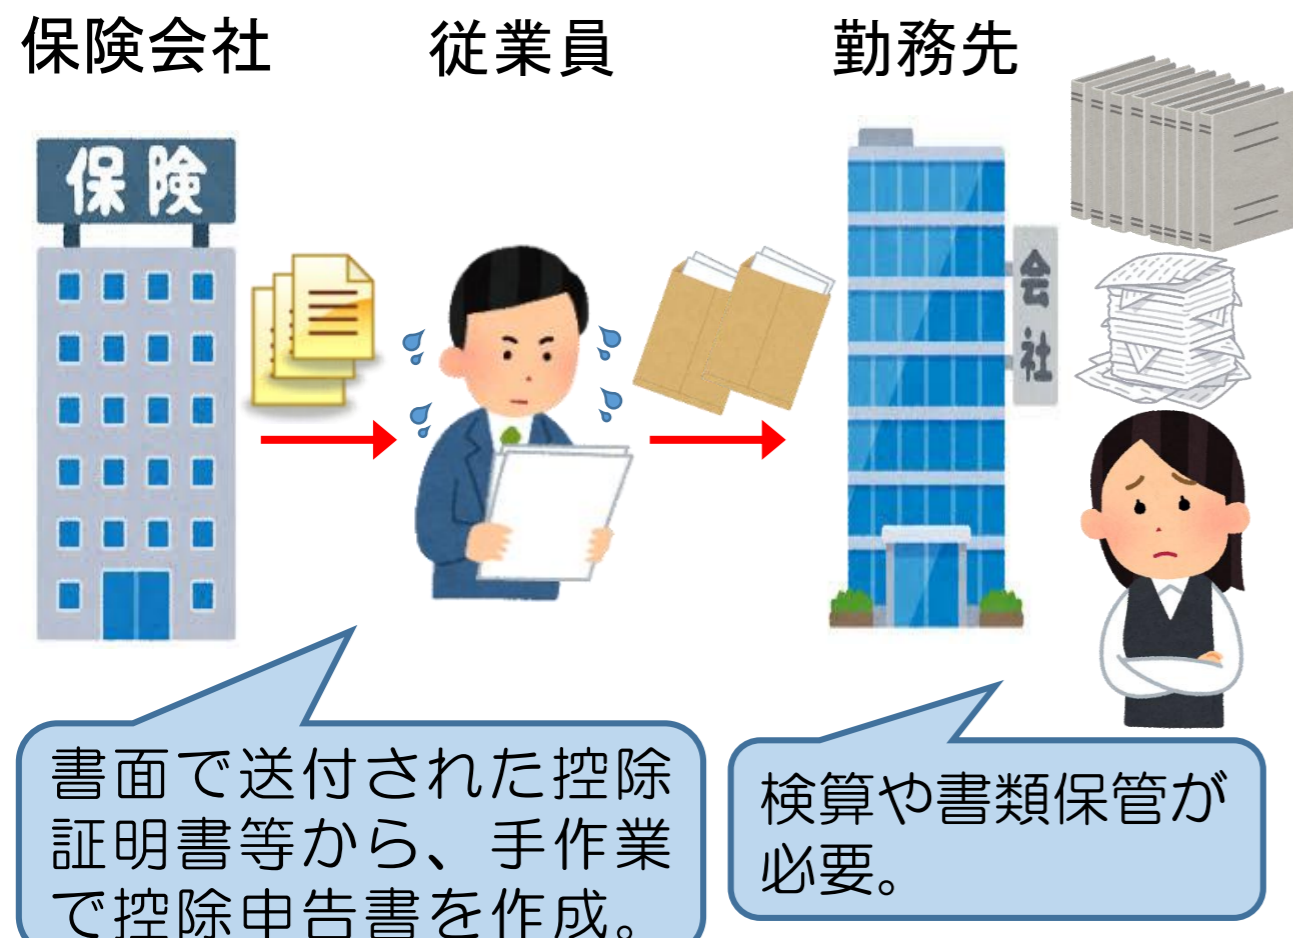 保険会社
従業員
勤務先
保険
会社
書面で送付された控除
証明書等から、手作業
で控除申告書を作成。
検算や書類保管が
必要。